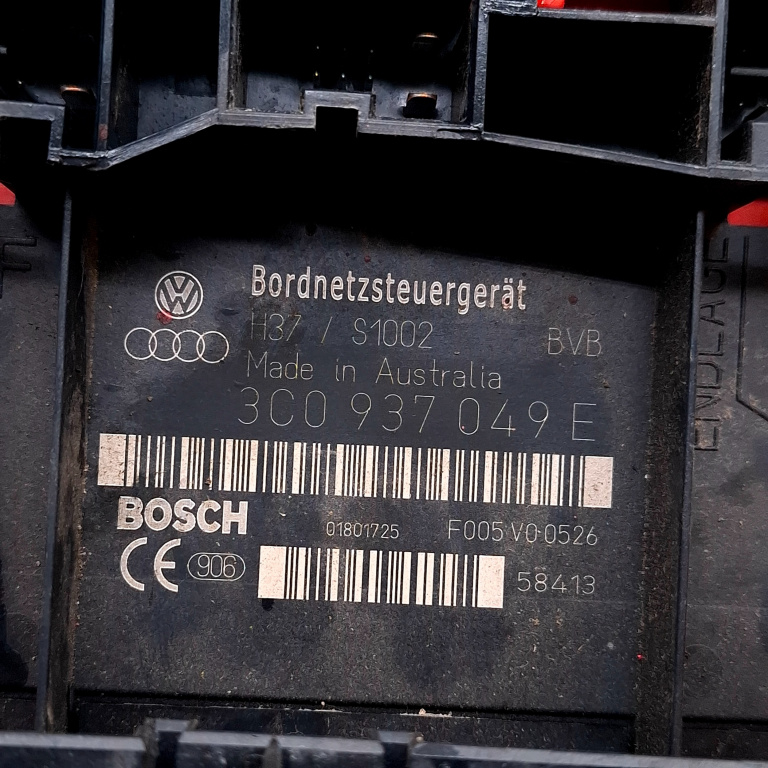 Bordnetzsteuergerät
H37 / S1002 BVB
Made in Australia
3C0 937 049 E
BOSCH 01801725 F005 V0 0526
CE 906 58413
ENDLAGE